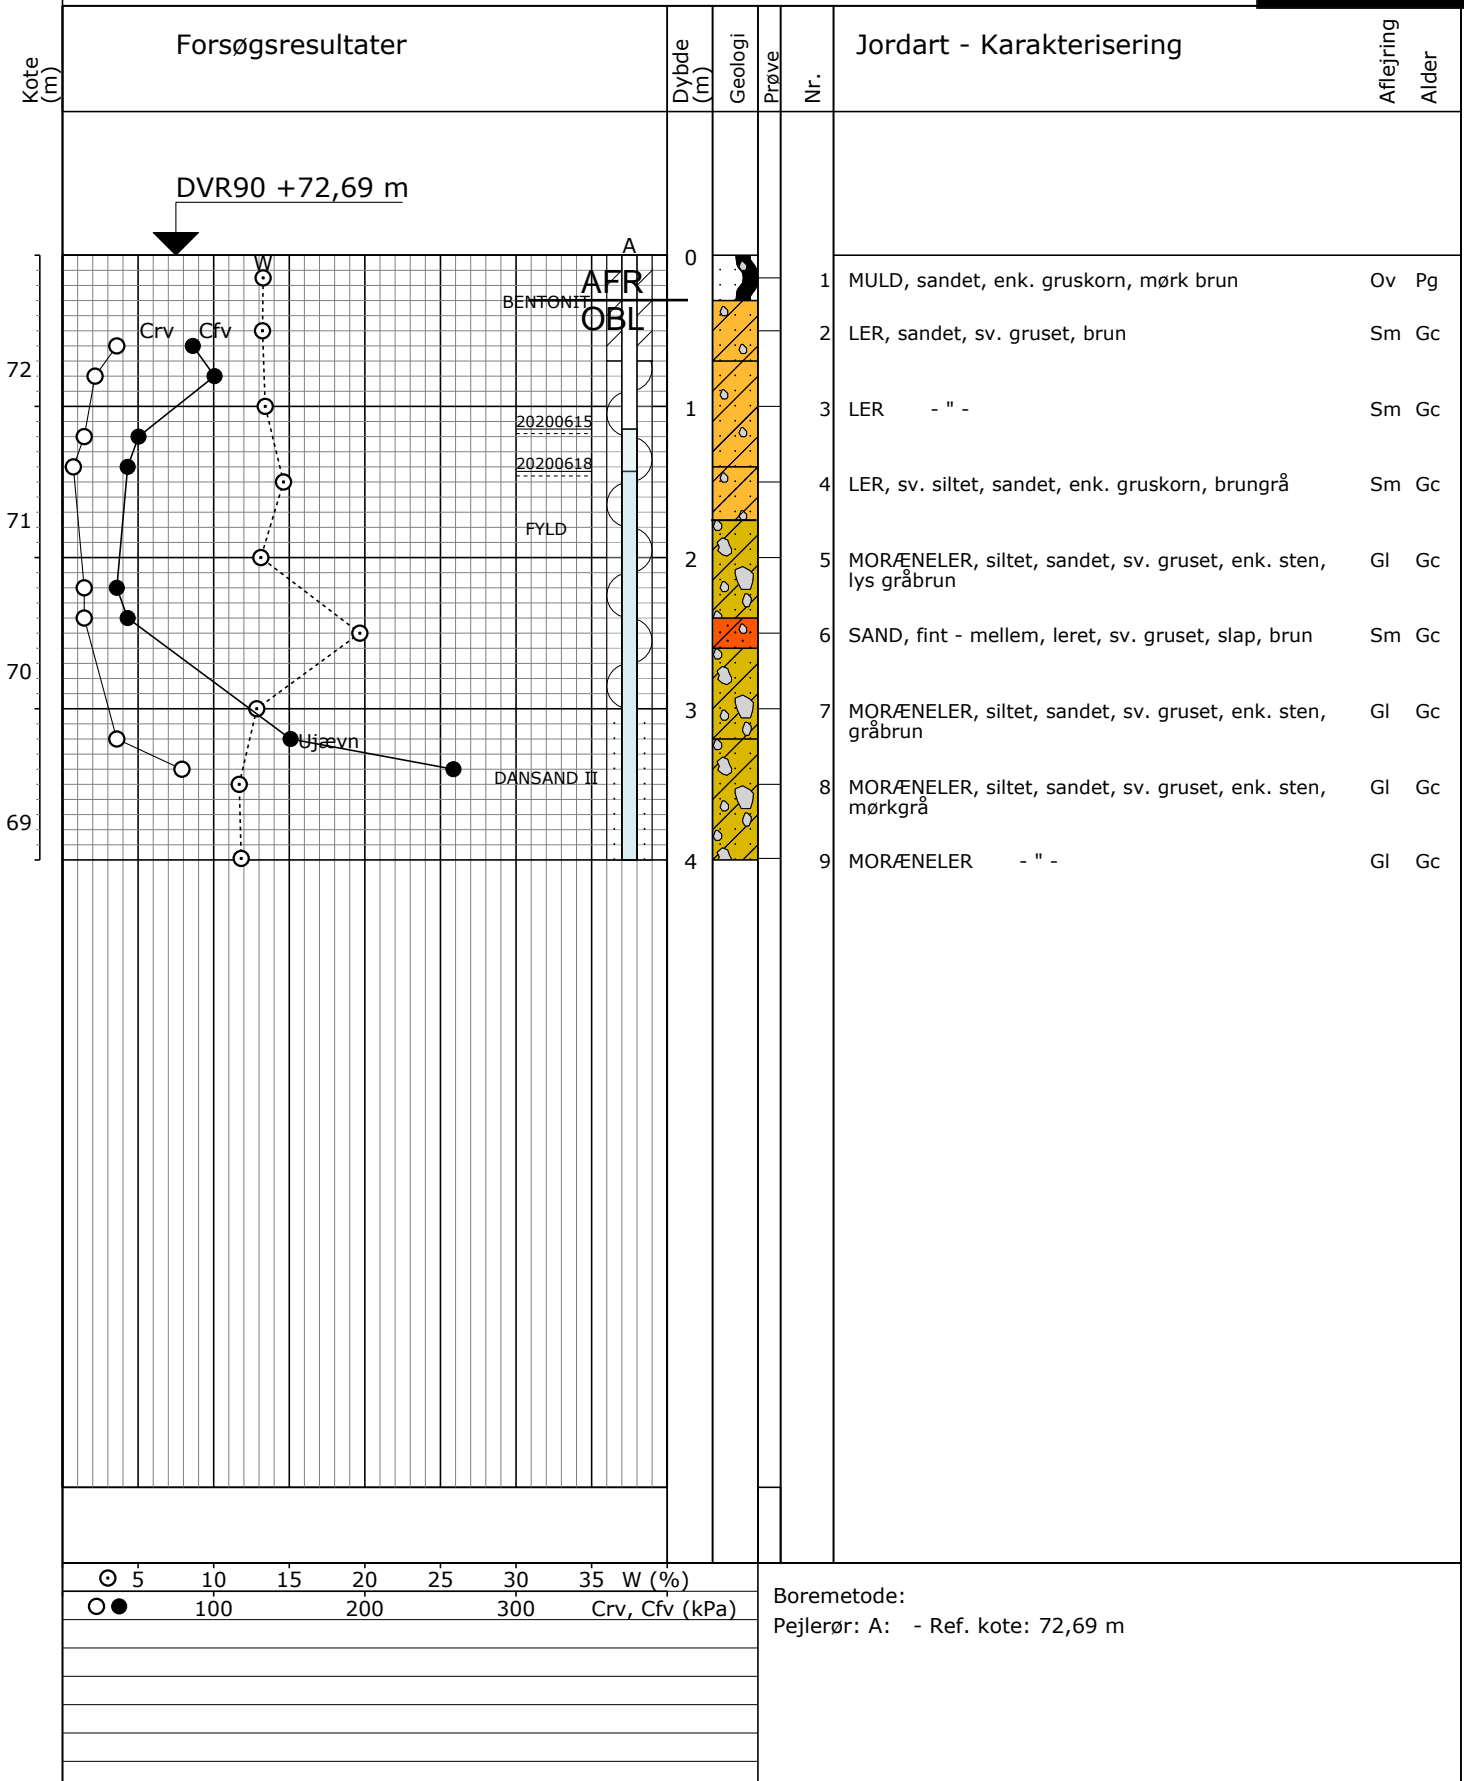 Kote
(m)
Forsøgsresultater
Dybde
(m)
Geologi
Prøve
Nr.
Jordart - Karakterisering
Aflejring
Alder
DVR90 +72,69 m
A
W
0
AFR
BENTONIT
OBL
1 MULD, sandet, enk. gruskorn, mørk brun Ov Pg
Crv Cfv
2 LER, sandet, sv. gruset, brun Sm Gc
72
1
3 LER - " - Sm Gc
20200615
20200618
4 LER, sv. siltet, sandet, enk. gruskorn, brungrå Sm Gc
71
FYLD
2
5 MORÆNELER, siltet, sandet, sv. gruset, enk. sten, Gl Gc
lys gråbrun
6 SAND, fint - mellem, leret, sv. gruset, slap, brun Sm Gc
70
3
7 MORÆNELER, siltet, sandet, sv. gruset, enk. sten, Gl Gc
gråbrun
Ujævn
DANSAND II
8 MORÆNELER, siltet, sandet, sv. gruset, enk. sten, Gl Gc
mørkgrå
69
4
9 MORÆNELER - " - Gl Gc
5 10 15 20 25 30 35 W (%)
100 200 300 Crv, Cfv (kPa)
Boremetode:
Pejlerør: A: - Ref. kote: 72,69 m